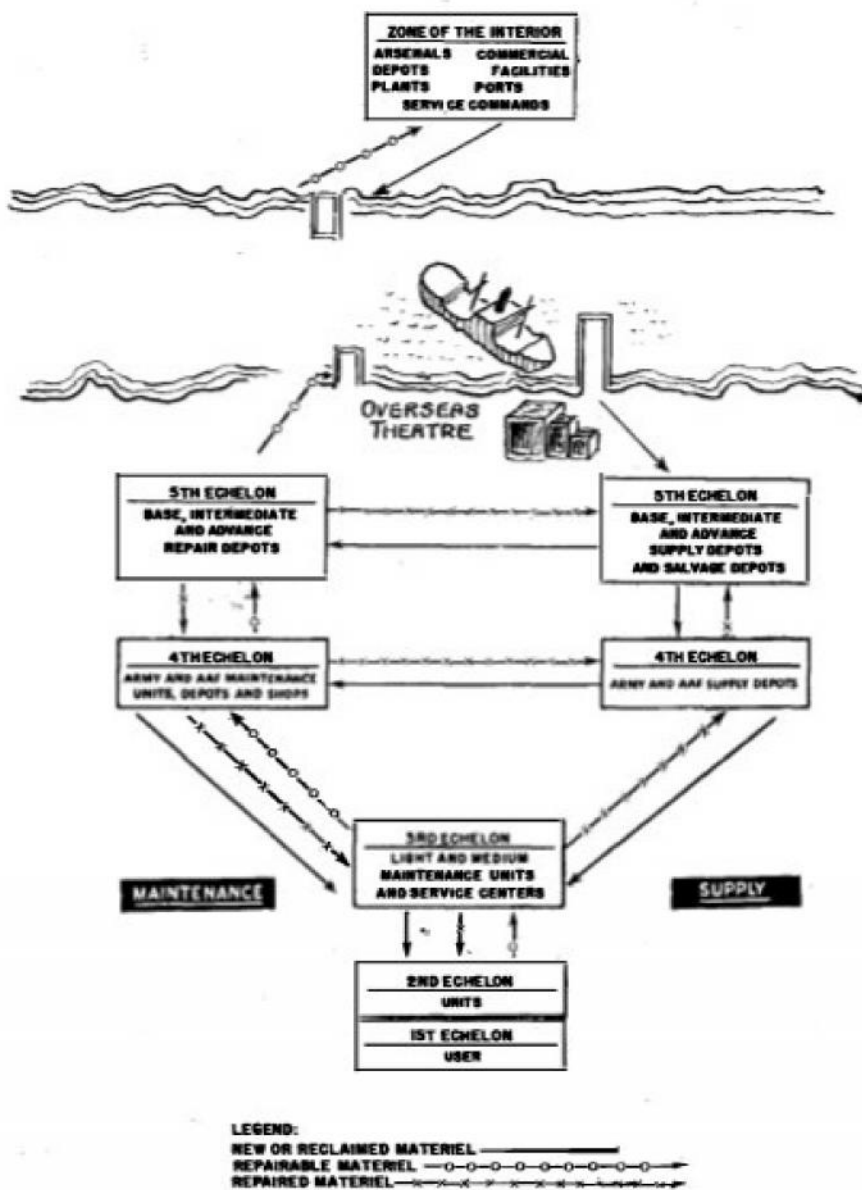 ZONE OF THE INTERIOR
ARSENALS COMMERCIAL
DEPOTS FACILITIES
PLANTS PORTS
SERVICE COMMANDS
OVERSEAS
THEATRE
5TH ECHELON
BASE, INTERMEDIATE
AND ADVANCE
REPAIR DEPOTS
5TH ECHELON
BASE, INTERMEDIATE
AND ADVANCE
SUPPLY DEPOTS
AND SALVAGE DEPOTS
4TH ECHELON
ARMY AND AAF MAINTENANCE
UNITS, DEPOTS AND SHOPS
4TH ECHELON
ARMY AND AAF SUPPLY DEPOTS
3RD ECHELON
LIGHT AND MEDIUM
MAINTENANCE UNITS
AND SERVICE CENTERS
MAINTENANCE
SUPPLY
2ND ECHELON
UNITS
1ST ECHELON
USER
LEGEND:
NEW OR RECLAIMED MATERIEL
REPAIRABLE MATERIEL
REPAIRED MATERIEL